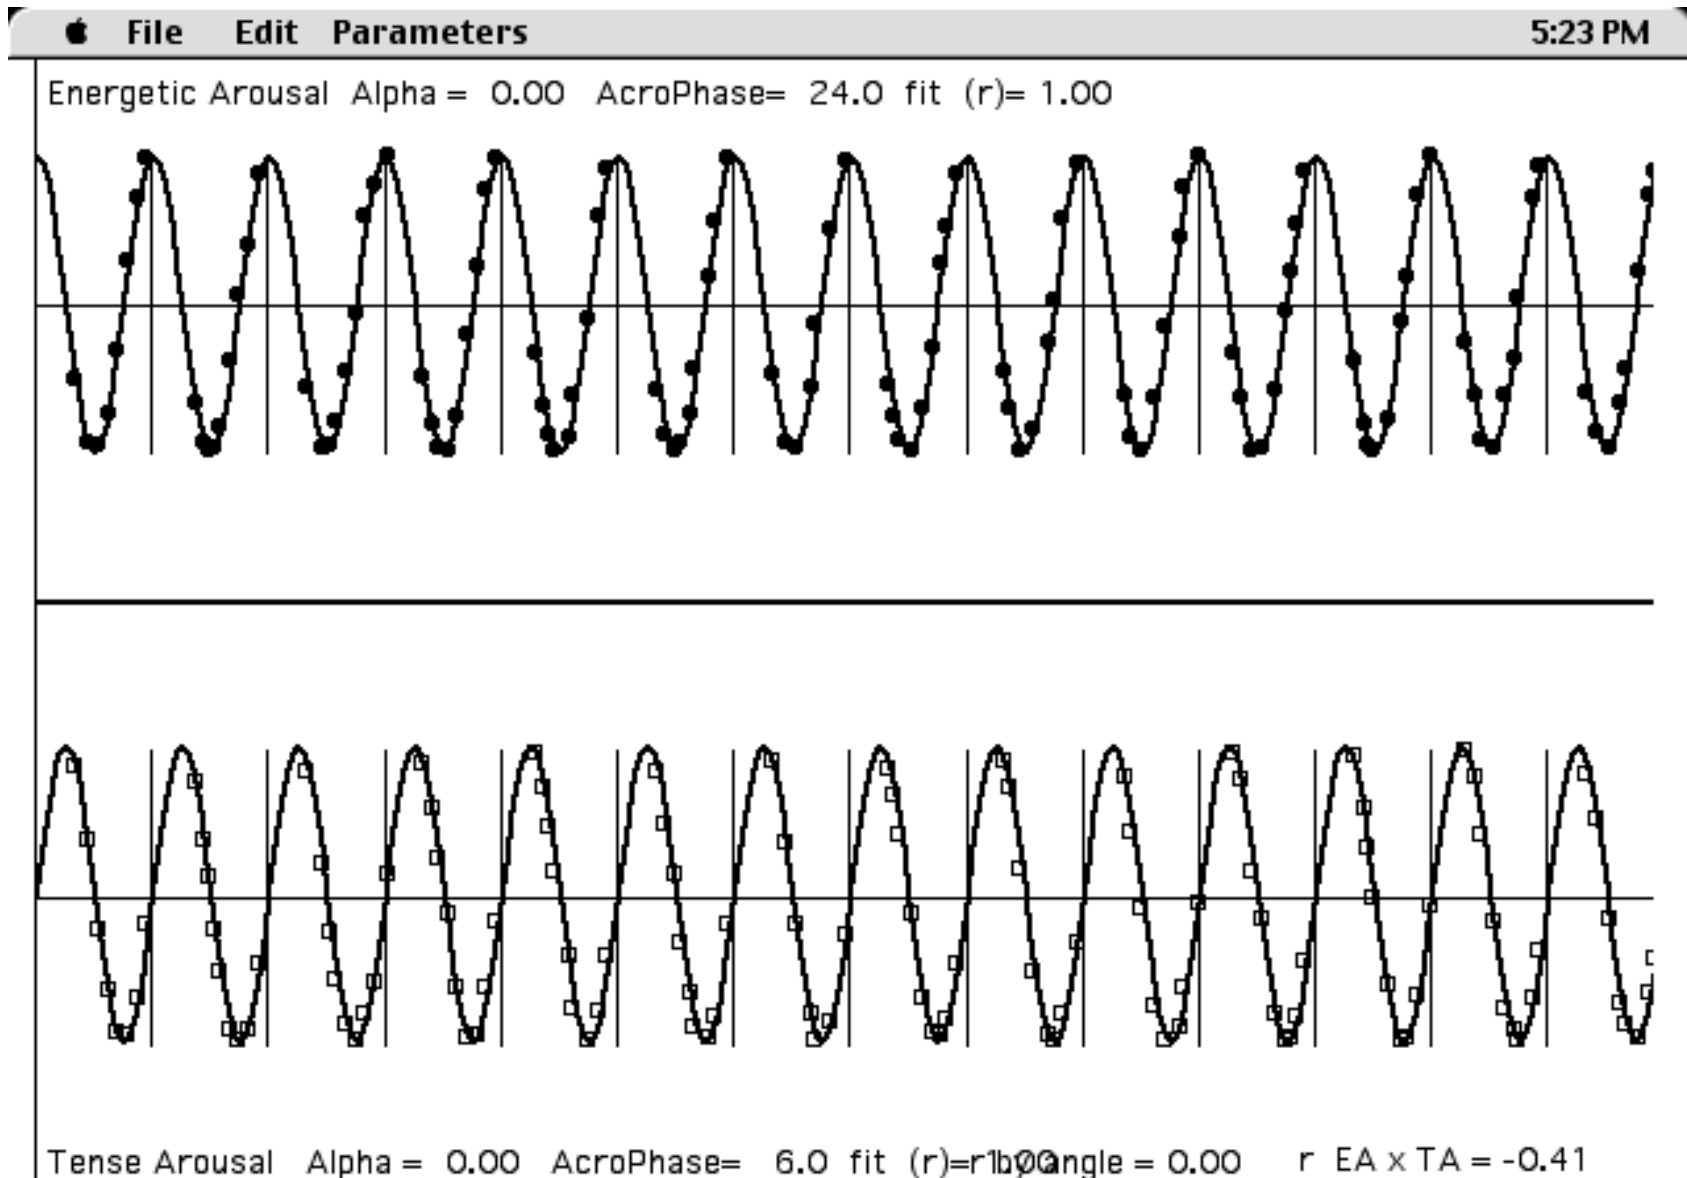 File Edit Parameters 5:23 PM
Energetic Arousal Alpha = 0.00 AcroPhase= 24.0 fit (r)= 1.00
Tense Arousal Alpha = 0.00 AcroPhase= 6.0 fit (r)= angle = 0.00 r EA x TA = -0.41